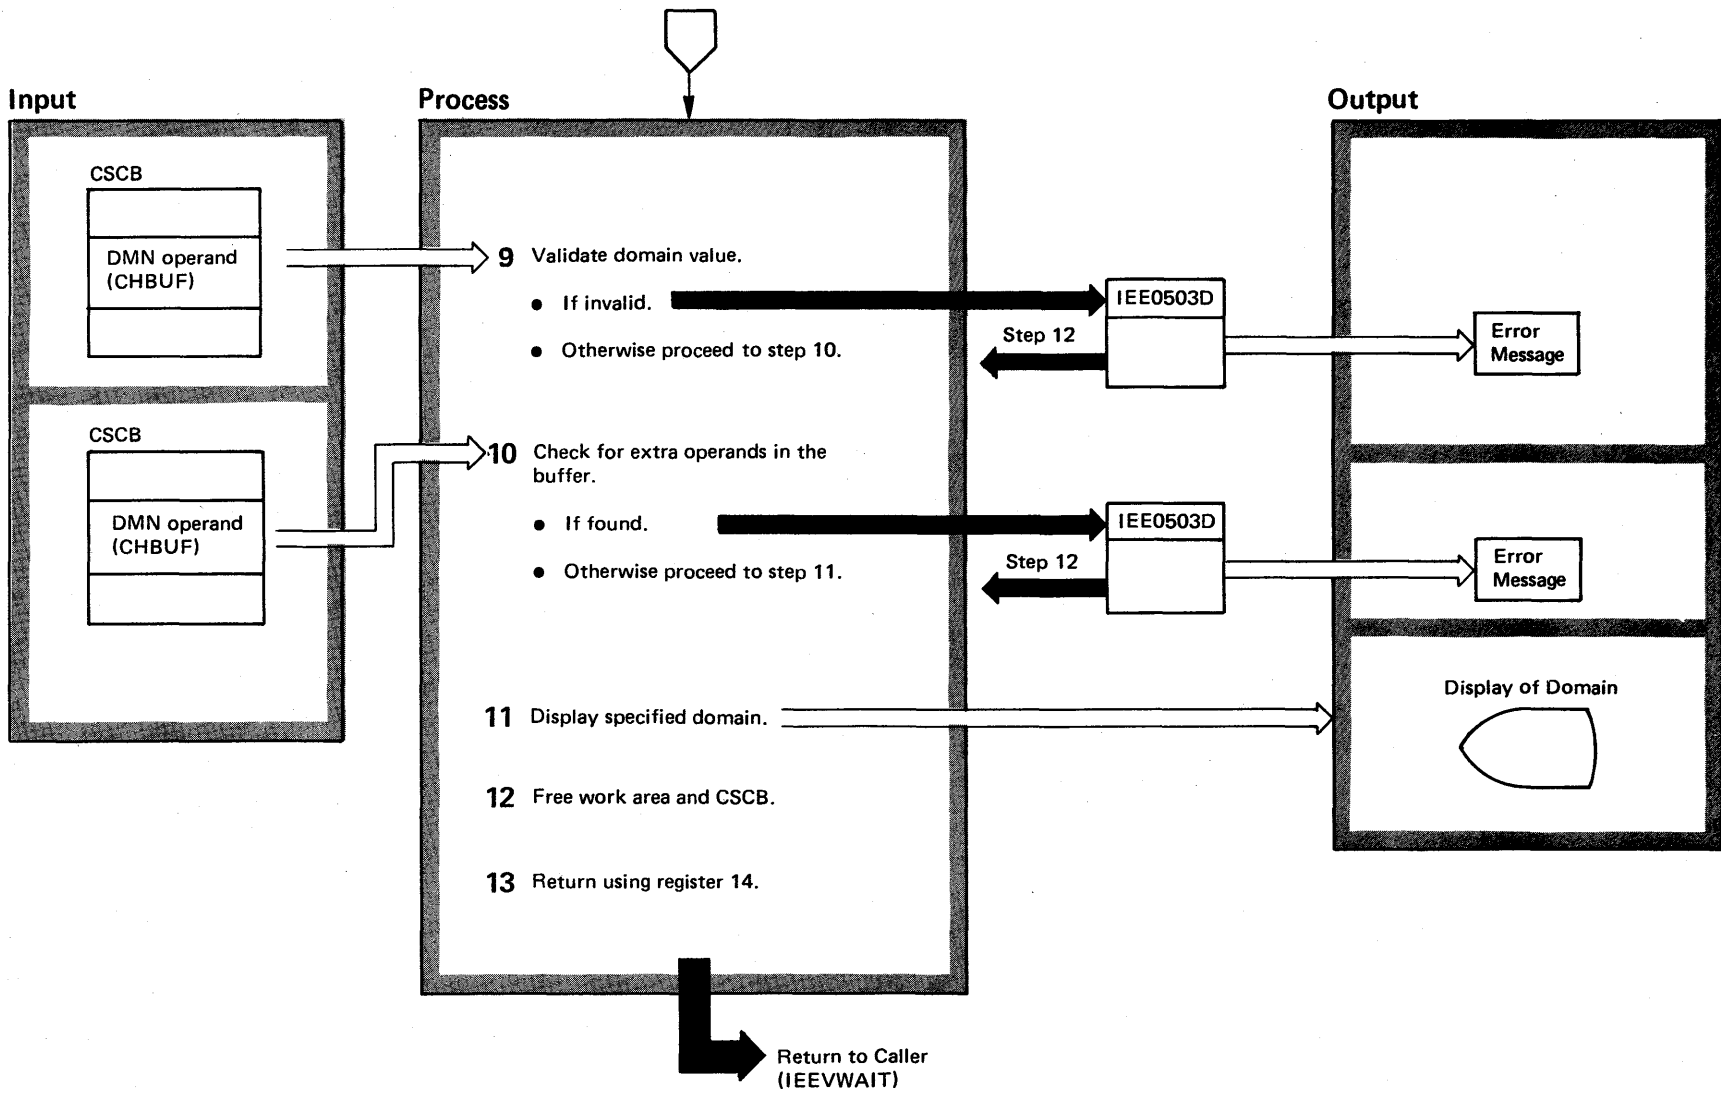 Input
Process
Output
CSCB
DMN operand
(CHBUF)
CSCB
DMN operand
(CHBUF)
9 Validate domain value.
• If invalid.
• Otherwise proceed to step 10.
10 Check for extra operands in the
buffer.
• If found.
• Otherwise proceed to step 11.
11 Display specified domain.
12 Free work area and CSCB.
13 Return using register 14.
IEE0503D
Step 12
IEE0503D
Step 12
Error
Message
Error
Message
Display of Domain
Return to Caller
(IEEVWAIT)